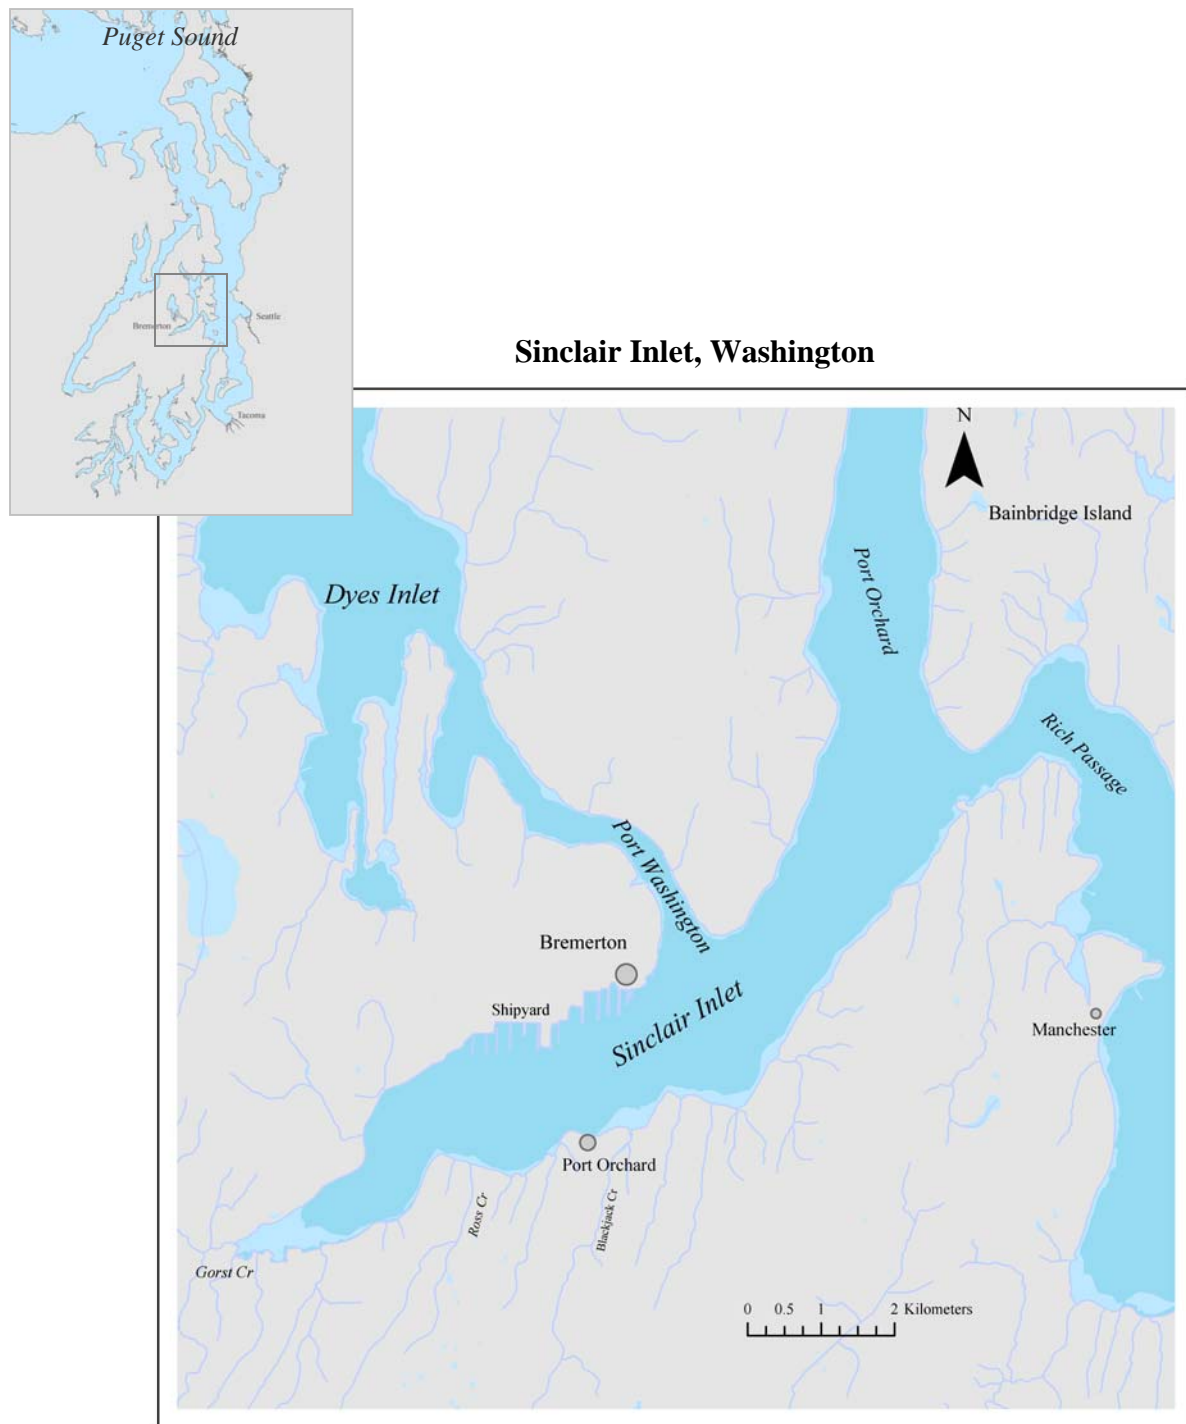 Puget Sound
Bremerton
Seattle
Tacoma
Sinclair Inlet, Washington
N
Bainbridge Island
Port Orchard
Dyes Inlet
Rich Passage
Port Washington
Bremerton
Sinclair Inlet
Shipyard
Manchester
Port Orchard
Ross Cr
Blackjack Cr
Gorst Cr
0 0.5 1 2 Kilometers